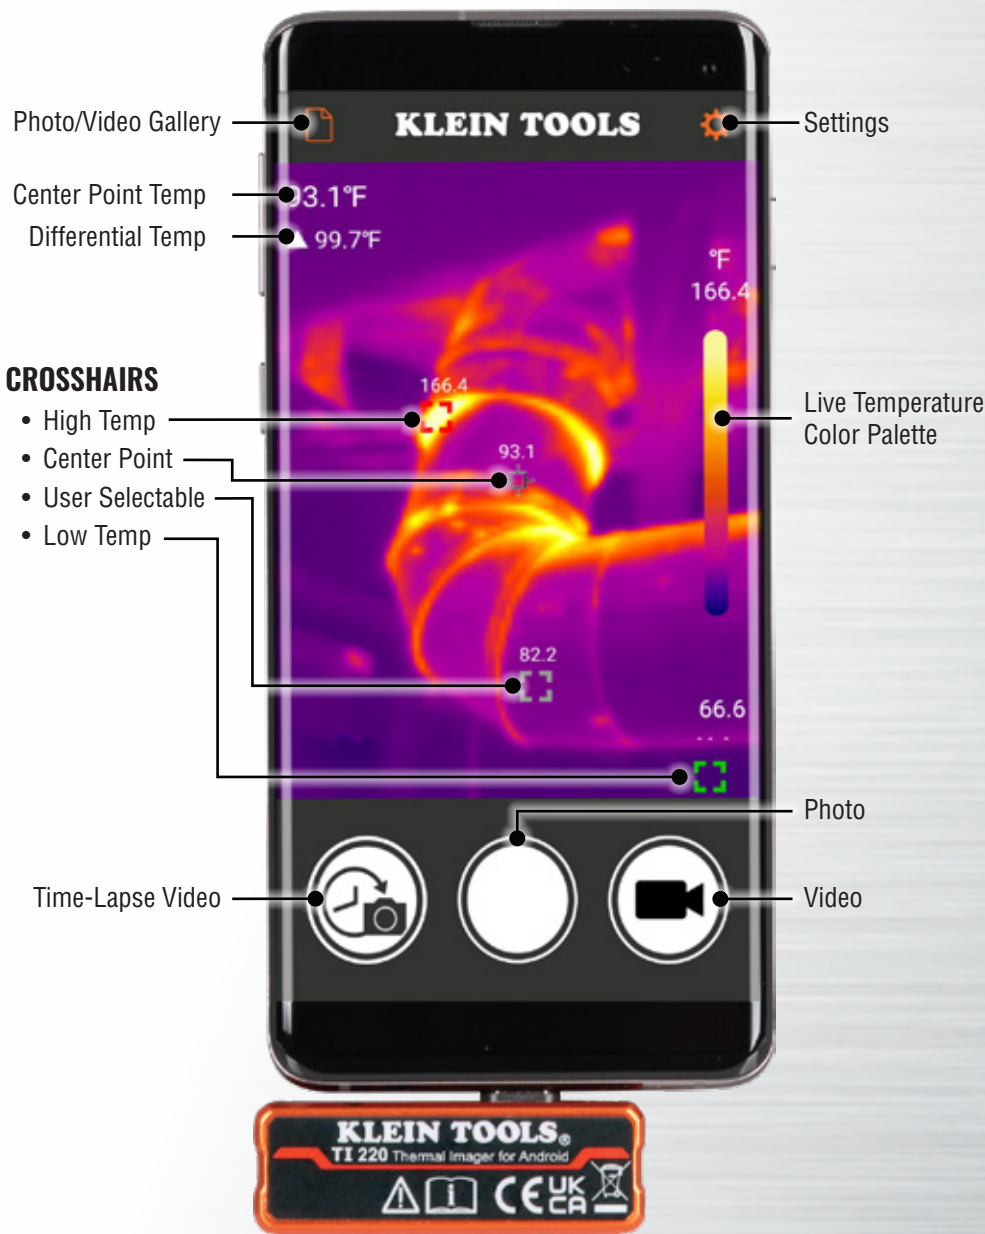 Photo/Video Gallery
KLEIN TOOLS
Settings
Center Point Temp
93.1°F
Differential Temp
▲ 99.7°F
°F
166.4
CROSSHAIRS
• High Temp
• Center Point
• User Selectable
• Low Temp
166.4
93.1
Live Temperature
Color Palette
82.2
66.6
Photo
Time-Lapse Video
Video
KLEIN TOOLS®
TI 220 Thermal Imager for Android
i
CE
UK
CA